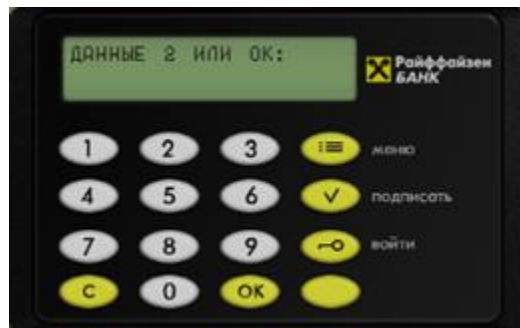 ДАННЫЕ 2 ИЛИ ОК:
Райффайзен
БАНК
1 2 3 меню
4 5 6 подписать
7 8 9 войти
C 0 OK